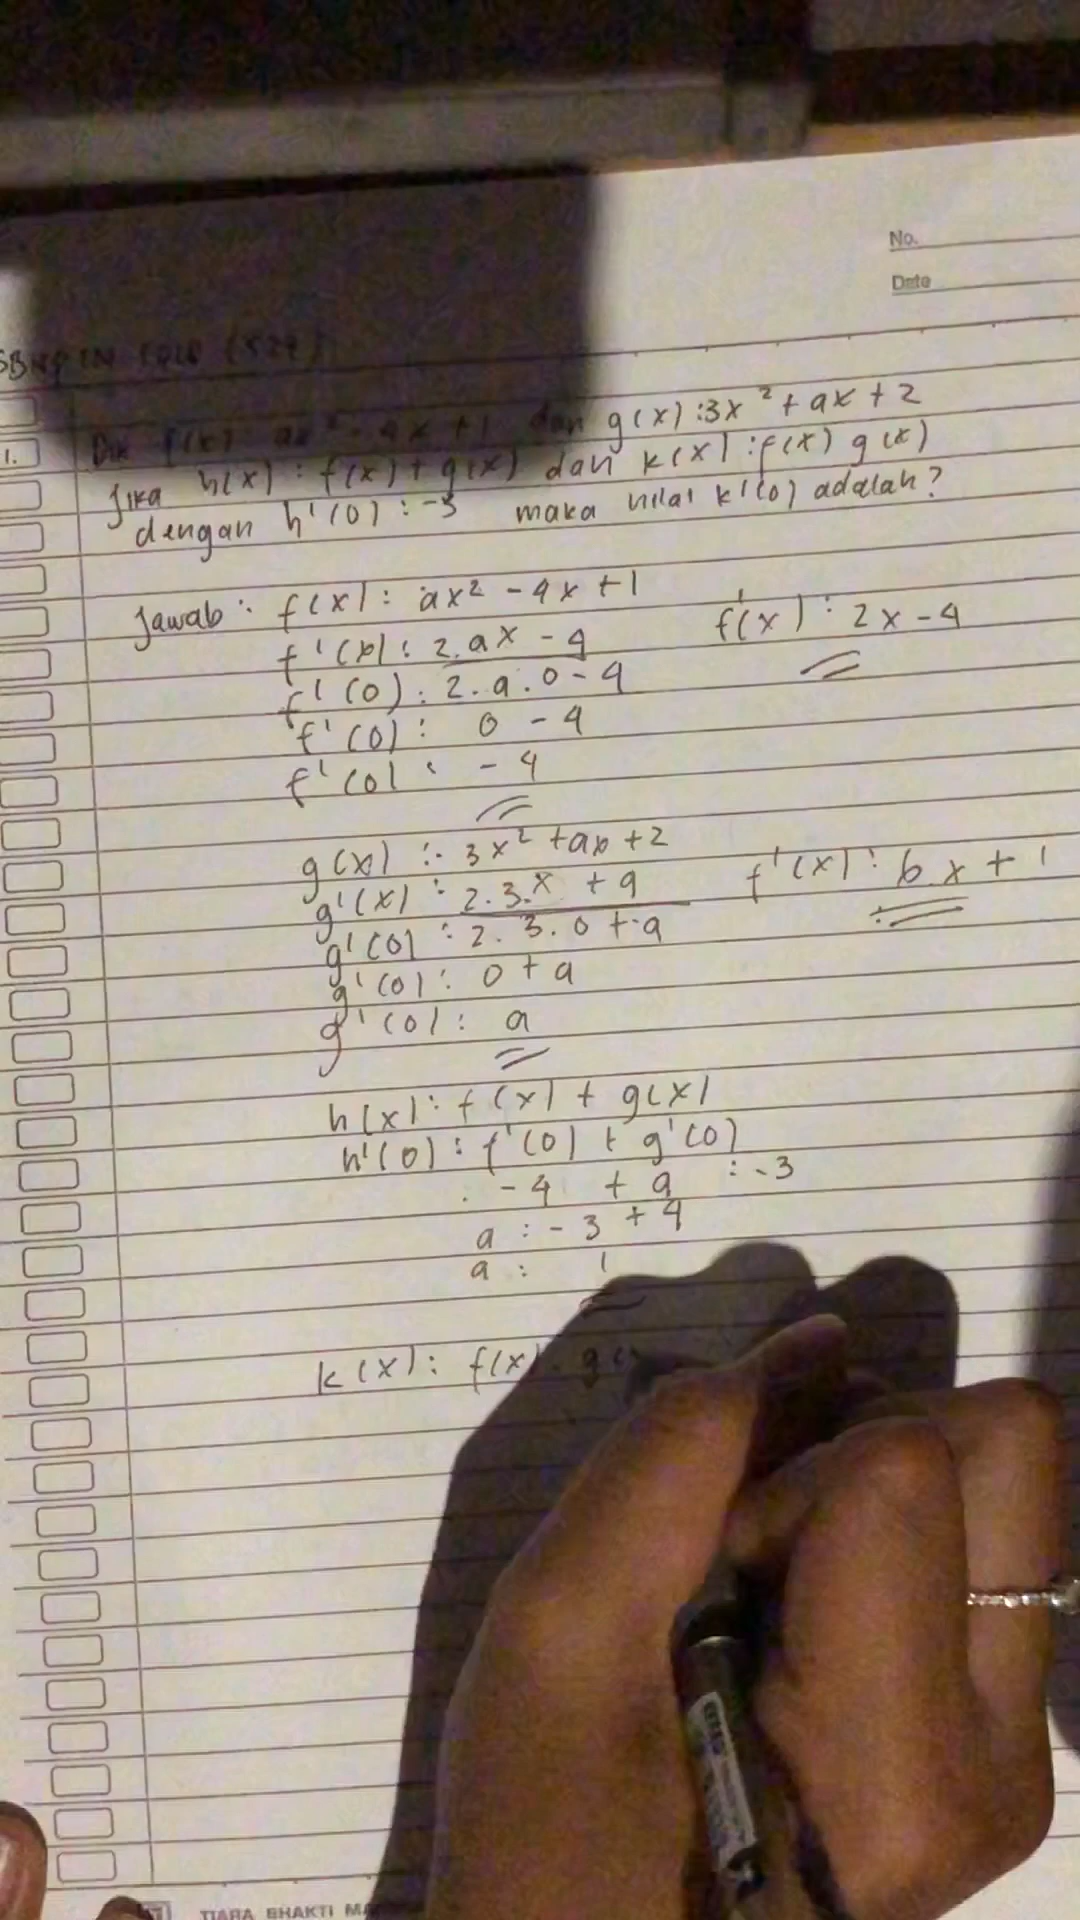 No.
Date
1. Dik f(x) ax² - 4x + 1 dan g(x) : 3x² + ax + 2
Jika h(x) : f(x) + g(x) dan k(x) : f(x) g(x)
dengan h'(0) : -3 maka nilai k'(0) adalah?
Jawab : f(x) : ax² - 4x + 1
f'(x) : 2.ax - 4 f'(x) : 2x - 4
f'(0) : 2.a.0 - 4
f'(0) : 0 - 4
f'(0) : - 4
g(x) : 3x² + ax + 2
g'(x) : 2.3.x + a f'(x) : 6x + 1
g'(0) : 2.3.0 + a
g'(0) : 0 + a
g'(0) : a
h(x) : f(x) + g(x)
h'(0) : f'(0) + g'(0)
: -4 + a : -3
a : -3 + 4
a : 1
k(x) : f(x) . g(
TIARA BHAKTI